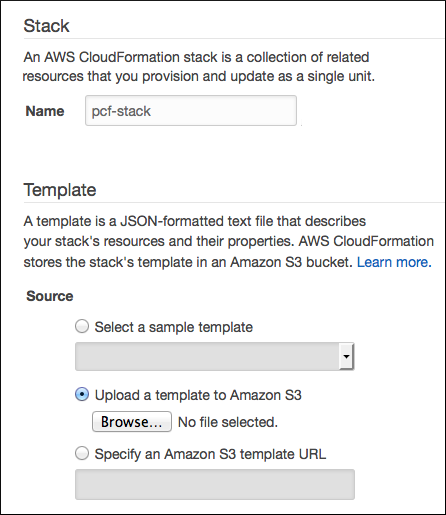 Stack
An AWS CloudFormation stack is a collection of related
resources that you provision and update as a single unit.
Name pcf-stack
Template
A template is a JSON-formatted text file that describes
your stack's resources and their properties. AWS CloudFormation
stores the stack's template in an Amazon S3 bucket. Learn more.
Source
Select a sample template
Upload a template to Amazon S3
Browse... No file selected.
Specify an Amazon S3 template URL